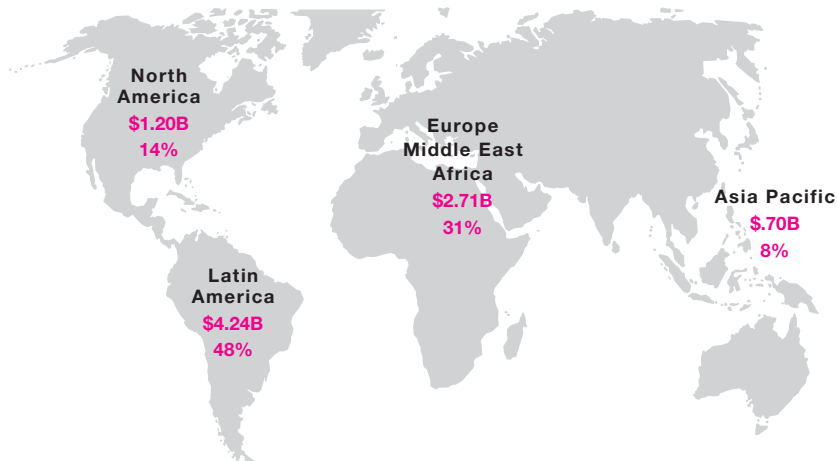 North
America
$1.20B
14%
Europe
Middle East
Africa
$2.71B
31%
Asia Pacific
$.70B
8%
Latin
America
$4.24B
48%